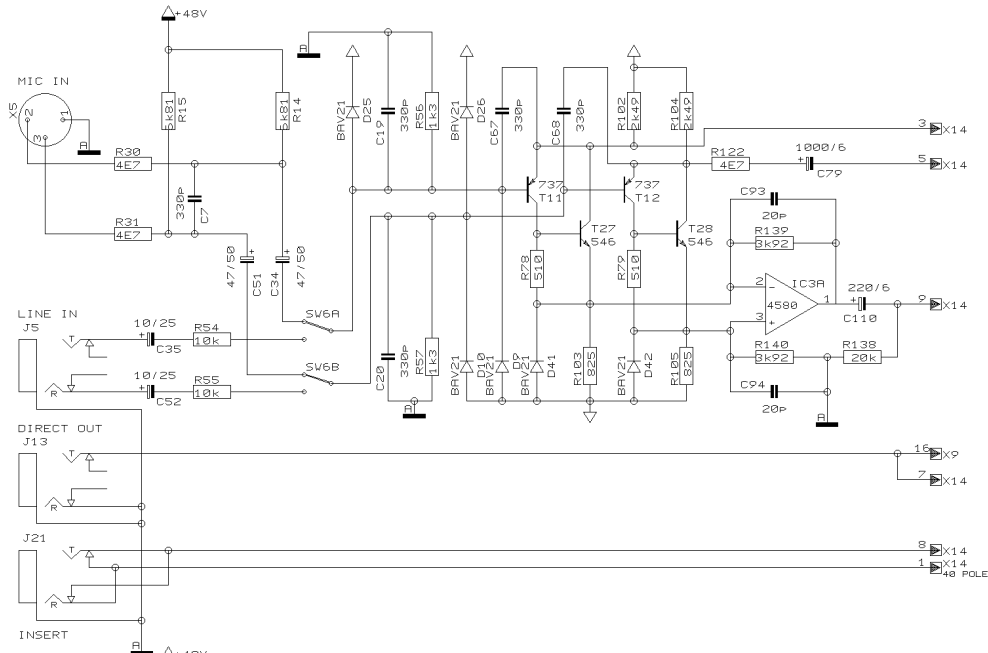 +48V
A
MIC IN
X5
2
1
3
A
R30
4E7
R31
4E7
330P
C7
5k81
R15
5k81
R14
BAV21
D25
C19
330P
R56
1k3
BAV21
D26
C67
330P
C68
330P
R102
2k49
R104
2k49
3
X14
R122
4E7
1000/6
+
C79
5
X14
737
T11
737
T12
T27
546
T28
546
R78
510
R79
510
C93
20p
R139
3k92
2
-
3
+
IC3A
4580
1
220/6
+
C110
9
X14
R140
3k92
R138
20k
C94
20p
A
47/50
+
C51
+
C34
47/50
SW6A
SW6B
LINE IN
J5
T
R
10/25
+
C35
R54
10k
10/25
+
C52
R55
10k
C20
330P
R57
1k3
A
BAV21
D10
BAV21
D9
D41
R103
825
BAV21
D42
R105
825
DIRECT OUT
J13
T
R
16
X9
7
X14
J21
T
R
8
X14
1
X14
40 POLE
INSERT
A
+48V